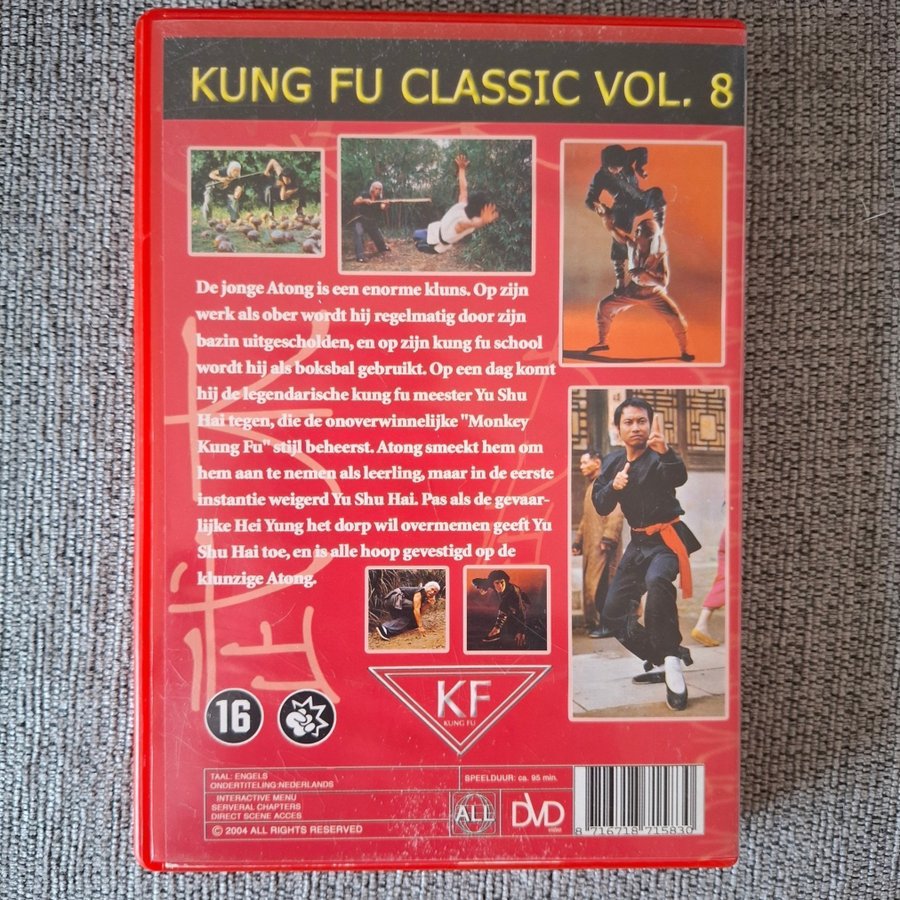 KUNG FU CLASSIC VOL. 8
De jonge Atong is een enorme kluns. Op zijn
werk als ober wordt hij regelmatig door zijn
bazin uitgescholden, en op zijn kung fu school
wordt hij als boksbal gebruikt. Op een dag komt
hij de legendarische kung fu meester Yu Shu
Hai tegen, die de onoverwinnelijke "Monkey
Kung Fu" stijl beheerst. Atong smeekt hem om
hem aan te nemen als leerling, maar in de eerste
instantie weigerd Yu Shu Hai. Pas als de gevaar-
lijke Hei Yung het dorp wil overmemen geeft Yu
Shu Hai toe, en is alle hoop gevestigd op de
klunzige Atong.
16
KF
KUNG FU
TAAL: ENGELS
ONDERTITELING:NEDERLANDS
SPEELDUUR: ca. 95 min.
INTERACTIVE MENU
SERVERAL CHAPTERS
DIRECT SCENE ACCES
© 2004 ALL RIGHTS RESERVED
ALL
DVD
video
8 716718 715830